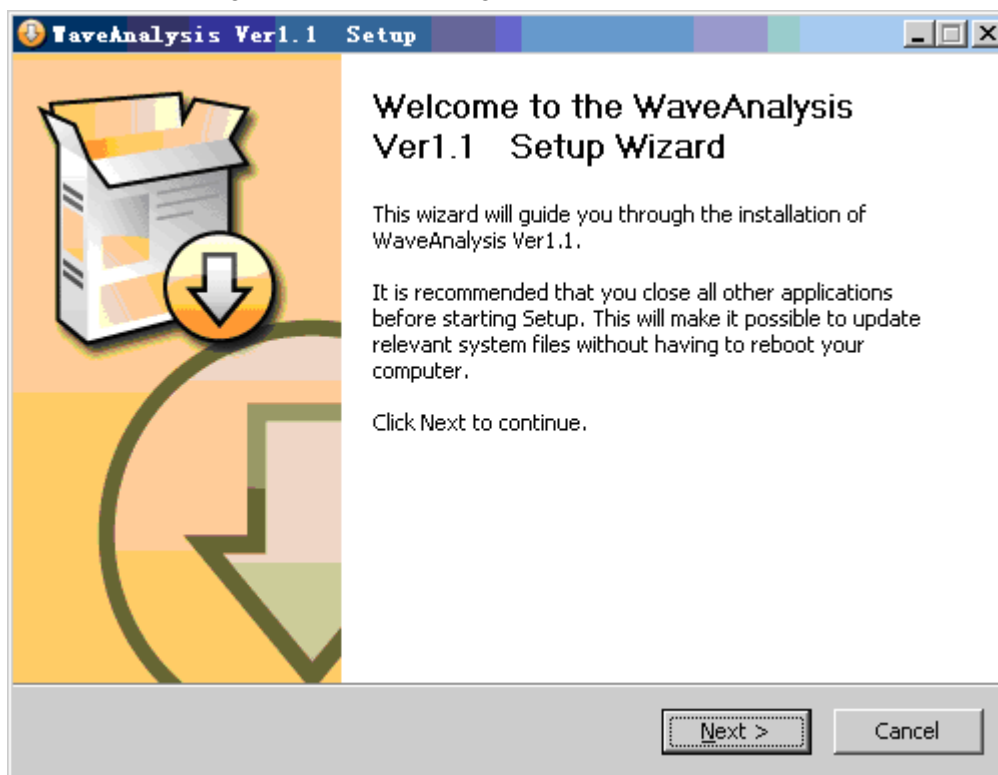 WaveAnalysis Ver1.1 Setup
Welcome to the WaveAnalysis
Ver1.1 Setup Wizard
This wizard will guide you through the installation of
WaveAnalysis Ver1.1.
It is recommended that you close all other applications
before starting Setup. This will make it possible to update
relevant system files without having to reboot your
computer.
Click Next to continue.
Next >
Cancel